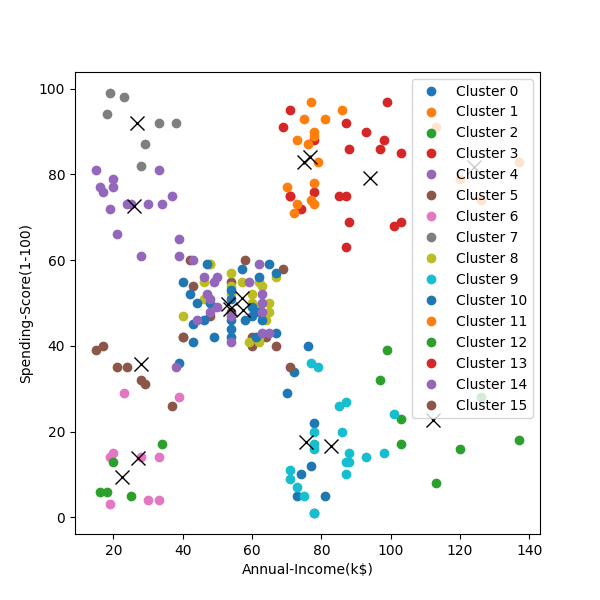 100
80
60
40
20
0
Spending-Score(1-100)
20
40
60
80
100
120
140
Annual-Income(k$)
Cluster 0
Cluster 1
Cluster 2
Cluster 3
Cluster 4
Cluster 5
Cluster 6
Cluster 7
Cluster 8
Cluster 9
Cluster 10
Cluster 11
Cluster 12
Cluster 13
Cluster 14
Cluster 15